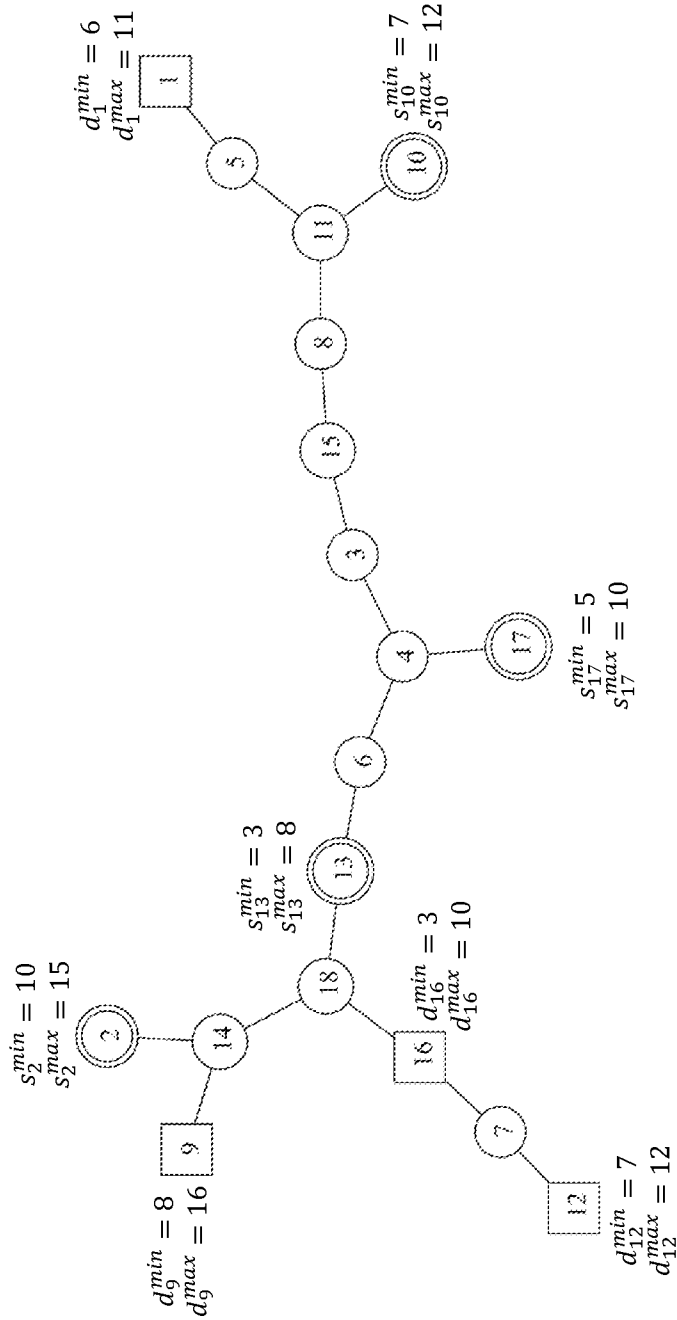 d_1^{min} = 6
d_1^{max} = 11
1
5
s_{10}^{min} = 7
s_{10}^{max} = 12
10
11
8
15
3
4
17
s_{17}^{min} = 5
s_{17}^{max} = 10
6
s_{13}^{min} = 3
s_{13}^{max} = 8
13
18
s_2^{min} = 10
s_2^{max} = 15
2
14
9
d_9^{min} = 8
d_9^{max} = 16
16
d_{16}^{min} = 3
d_{16}^{max} = 10
7
12
d_{12}^{min} = 7
d_{12}^{max} = 12